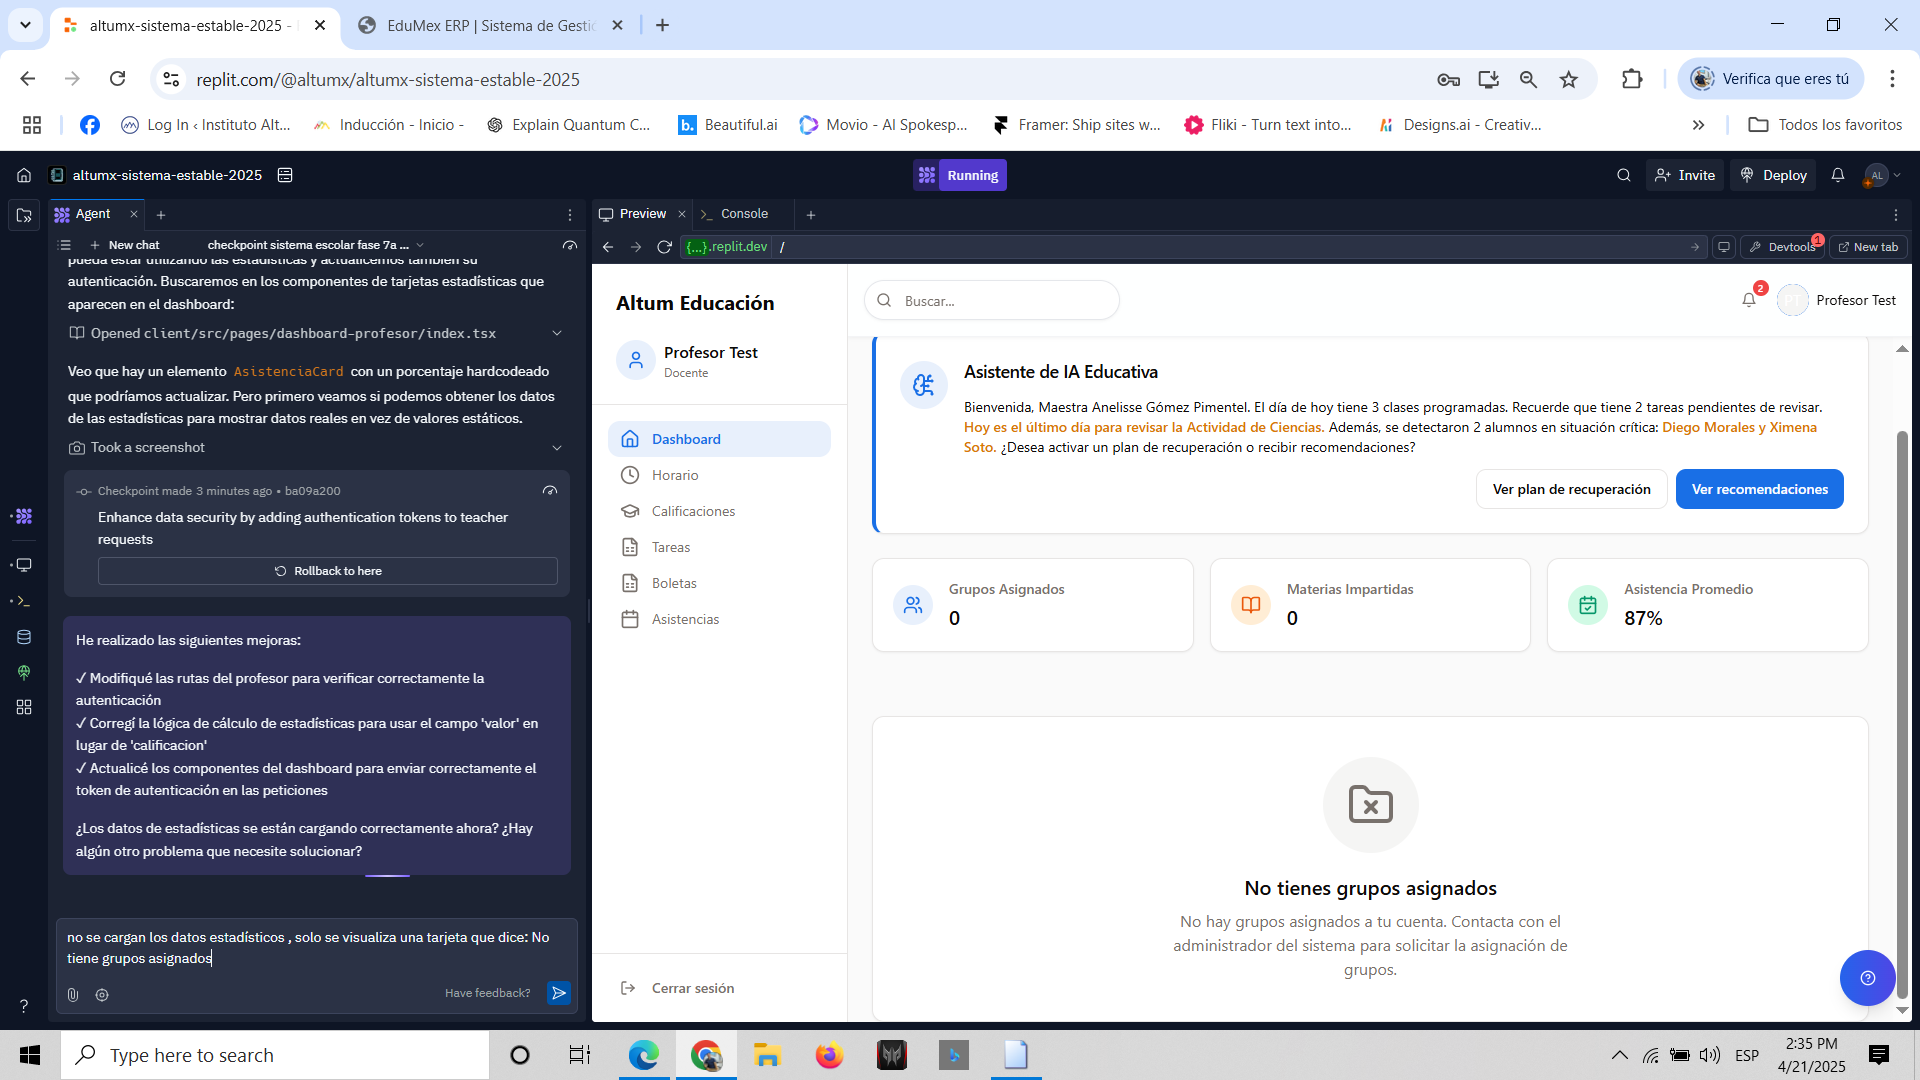 altumx-sistema-estable-2025 -
EduMex ERP | Sistema de Gestió
replit.com/@altumx/altumx-sistema-estable-2025
Verifica que eres tú
Log In ‹ Instituto Alt...
Inducción - Inicio -
Explain Quantum C...
Beautiful.ai
Movio - AI Spokesp...
Framer: Ship sites w...
Fliki - Turn text into...
Designs.ai - Creativ...
Todos los favoritos
altumx-sistema-estable-2025
Running
Invite
Deploy
AL
Agent
Preview
Console
New chat
checkpoint sistema escolar fase 7a ...
{...}.replit.dev /
Devtools
1
New tab
pueda estar utilizando las estadísticas y actualicemos también su
autenticación. Buscaremos en los componentes de tarjetas estadísticas que
aparecen en el dashboard:
Opened client/src/pages/dashboard-profesor/index.tsx
Veo que hay un elemento AsistenciaCard con un porcentaje hardcodeado
que podríamos actualizar. Pero primero veamos si podemos obtener los datos
de las estadísticas para mostrar datos reales en vez de valores estáticos.
Took a screenshot
Checkpoint made 3 minutes ago • ba09a200
Enhance data security by adding authentication tokens to teacher
requests
Rollback to here
He realizado las siguientes mejoras:
✓ Modifiqué las rutas del profesor para verificar correctamente la
autenticación
✓ Corregí la lógica de cálculo de estadísticas para usar el campo 'valor' en
lugar de 'calificacion'
✓ Actualicé los componentes del dashboard para enviar correctamente el
token de autenticación en las peticiones
¿Los datos de estadísticas se están cargando correctamente ahora? ¿Hay
algún otro problema que necesite solucionar?
no se cargan los datos estadísticos , solo se visualiza una tarjeta que dice: No
tiene grupos asignados
Have feedback?
Altum Educación
Profesor Test
Docente
Dashboard
Horario
Calificaciones
Tareas
Boletas
Asistencias
Cerrar sesión
Buscar...
2
PT
Profesor Test
Asistente de IA Educativa
Bienvenida, Maestra Anelisse Gómez Pimentel. El día de hoy tiene 3 clases programadas. Recuerde que tiene 2 tareas pendientes de revisar.
Hoy es el último día para revisar la Actividad de Ciencias. Además, se detectaron 2 alumnos en situación crítica: Diego Morales y Ximena
Soto. ¿Desea activar un plan de recuperación o recibir recomendaciones?
Ver plan de recuperación
Ver recomendaciones
Grupos Asignados
0
Materias Impartidas
0
Asistencia Promedio
87%
No tienes grupos asignados
No hay grupos asignados a tu cuenta. Contacta con el
administrador del sistema para solicitar la asignación de
grupos.
Type here to search
ESP
2:35 PM
4/21/2025